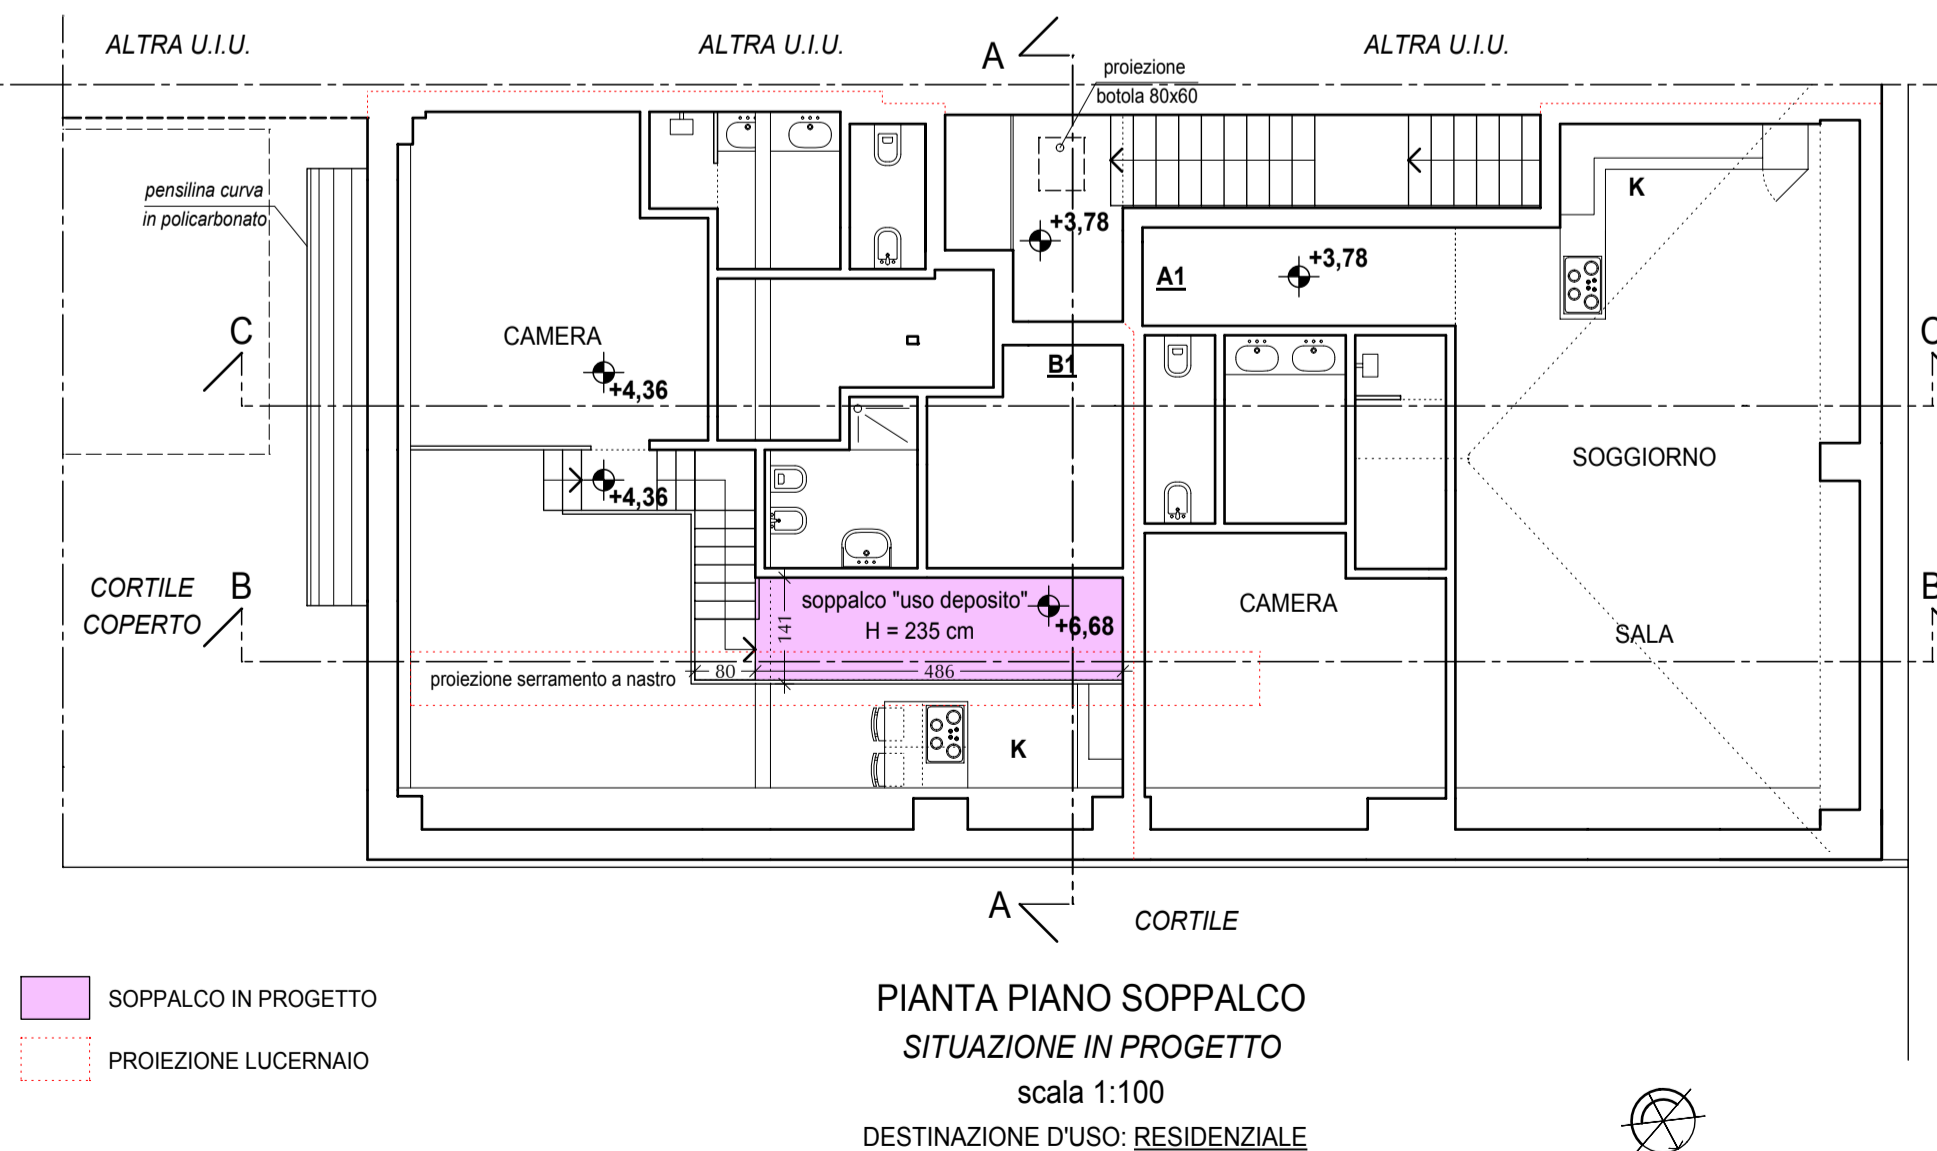 ALTRA U.I.U.
ALTRA U.I.U.
A
ALTRA U.I.U.
proiezione
botola 80x60
pensilina curva
in policarbonato
K
+3,78
+3,78
A1
C
CAMERA
C
+4,36
B1
SOGGIORNO
+4,36
CORTILE
COPERTO
B
soppalco "uso deposito"
H = 235 cm
141
+6,68
CAMERA
SALA
B
proiezione serramento a nastro
80
486
K
A
CORTILE
SOPPALCO IN PROGETTO
PROIEZIONE LUCERNAIO
PIANTA PIANO SOPPALCO
SITUAZIONE IN PROGETTO
scala 1:100
DESTINAZIONE D'USO: RESIDENZIALE